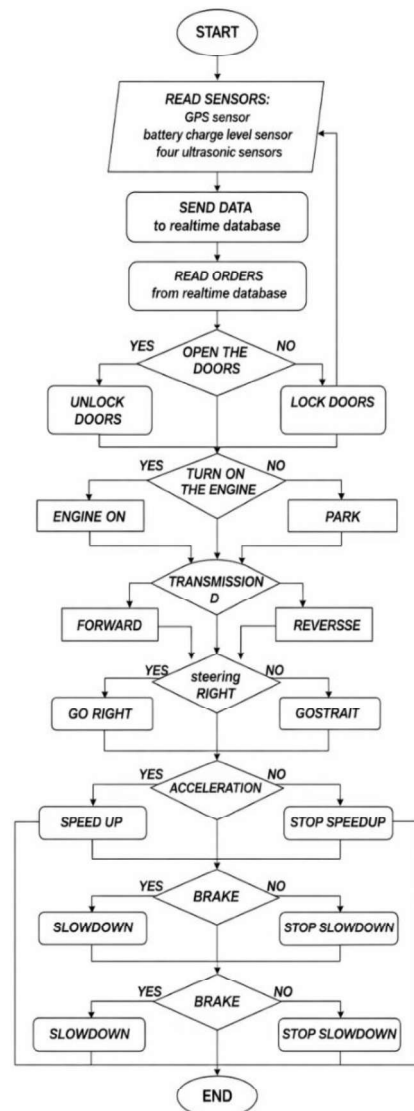 START
READ SENSORS:
GPS sensor
battery charge level sensor
four ultrasonic sensors
SEND DATA
to realtime database
READ ORDERS
from realtime database
YES
NO
OPEN THE
DOORS
UNLOCK
DOORS
LOCK DOORS
YES
NO
TURN ON
THE ENGINE
ENGINE ON
PARK
TRANSMISSION
D
FORWARD
REVERSSE
YES
NO
steering
RIGHT
GO RIGHT
GOSTRAIT
YES
NO
ACCELERATION
SPEED UP
STOP SPEEDUP
YES
NO
BRAKE
SLOWDOWN
STOP SLOWDOWN
YES
NO
BRAKE
SLOWDOWN
STOP SLOWDOWN
END